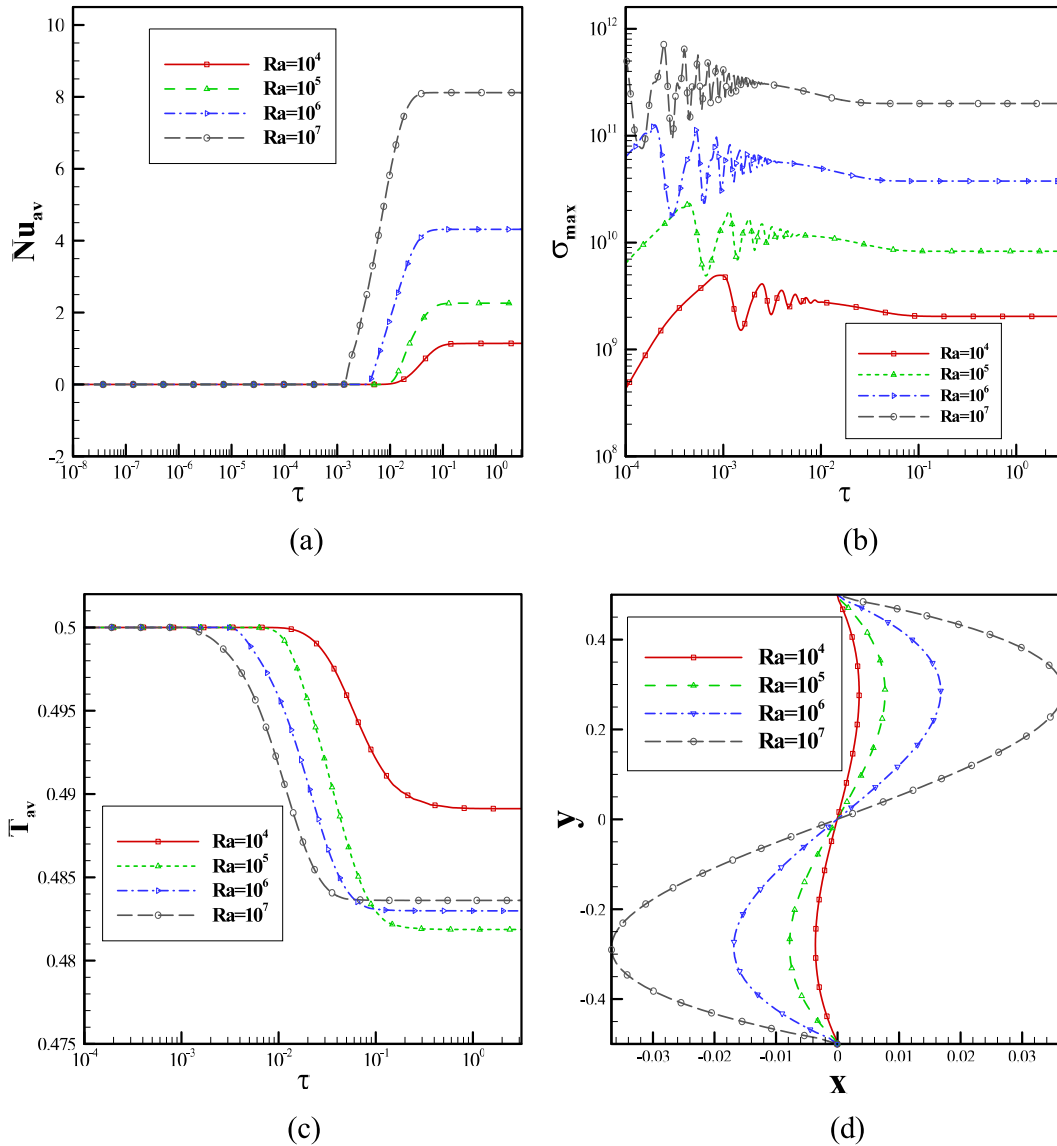 10
8
6
4
2
0
-2
Nu_av
Ra=10^4
Ra=10^5
Ra=10^6
Ra=10^7
10^-8 10^-7 10^-6 10^-5 10^-4 10^-3 10^-2 10^-1 10^0
τ
(a)
10^12
10^11
10^10
10^9
10^8
σ_max
Ra=10^4
Ra=10^5
Ra=10^6
Ra=10^7
10^-4 10^-3 10^-2 10^-1 10^0
τ
(b)
0.5
0.495
0.49
0.485
0.48
0.475
T_av
Ra=10^4
Ra=10^5
Ra=10^6
Ra=10^7
10^-4 10^-3 10^-2 10^-1 10^0
τ
(c)
0.4
0.2
0
-0.2
-0.4
y
Ra=10^4
Ra=10^5
Ra=10^6
Ra=10^7
-0.03 -0.02 -0.01 0 0.01 0.02 0.03
x
(d)